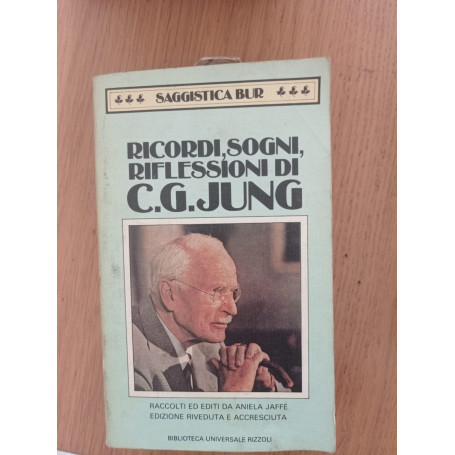 SAGGISTICA BUR
RICORDI, SOGNI,
RIFLESSIONI DI
C.G. JUNG
RACCOLTI ED EDITI DA ANIELA JAFFÉ
EDIZIONE RIVEDUTA E ACCRESCIUTA
BIBLIOTECA UNIVERSALE RIZZOLI